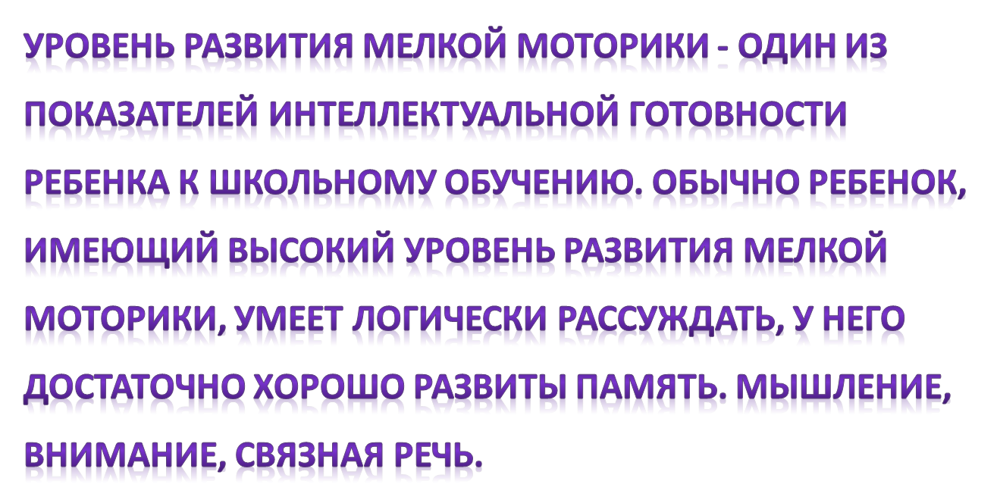 УРОВЕНЬ РАЗВИТИЯ МЕЛКОЙ МОТОРИКИ - ОДИН ИЗ
ПОКАЗАТЕЛЕЙ ИНТЕЛЛЕКТУАЛЬНОЙ ГОТОВНОСТИ
РЕБЕНКА К ШКОЛЬНОМУ ОБУЧЕНИЮ. ОБЫЧНО РЕБЕНОК,
ИМЕЮЩИЙ ВЫСОКИЙ УРОВЕНЬ РАЗВИТИЯ МЕЛКОЙ
МОТОРИКИ, УМЕЕТ ЛОГИЧЕСКИ РАССУЖДАТЬ, У НЕГО
ДОСТАТОЧНО ХОРОШО РАЗВИТЫ ПАМЯТЬ. МЫШЛЕНИЕ,
ВНИМАНИЕ, СВЯЗНАЯ РЕЧЬ.